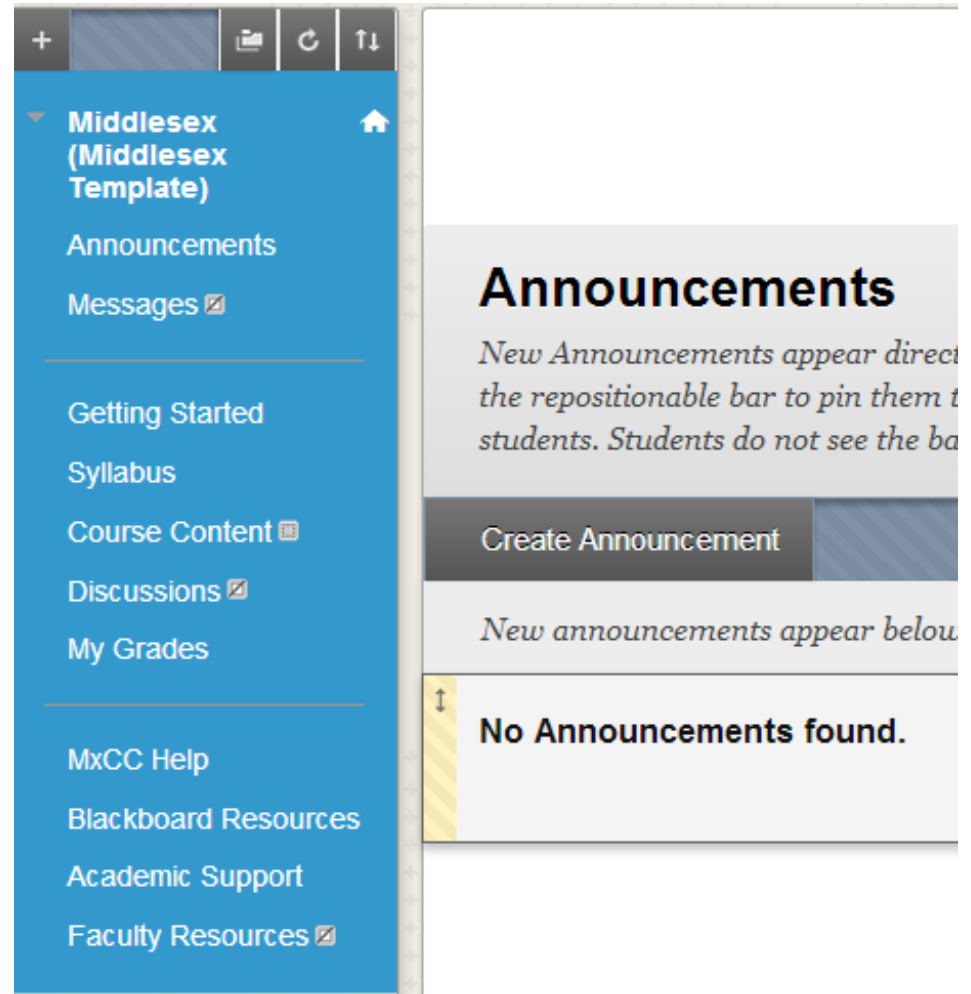 Middlesex
(Middlesex
Template)
Announcements
Messages
Getting Started
Syllabus
Course Content
Discussions
My Grades
MxCC Help
Blackboard Resources
Academic Support
Faculty Resources
Announcements
New Announcements appear direct
the repositionable bar to pin them t
students. Students do not see the ba
Create Announcement
New announcements appear below
No Announcements found.